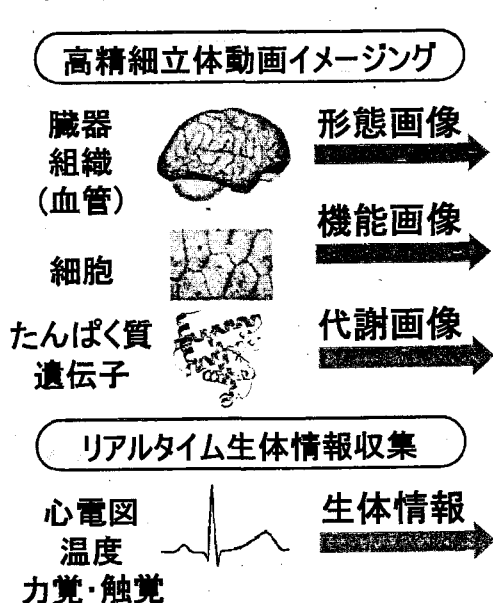 高精細立体動画イメージング
臓器
組織
(血管)
形態画像
機能画像
細胞
たんぱく質
遺伝子
代謝画像
リアルタイム生体情報収集
心電図
温度
力覚・触覚
生体情報